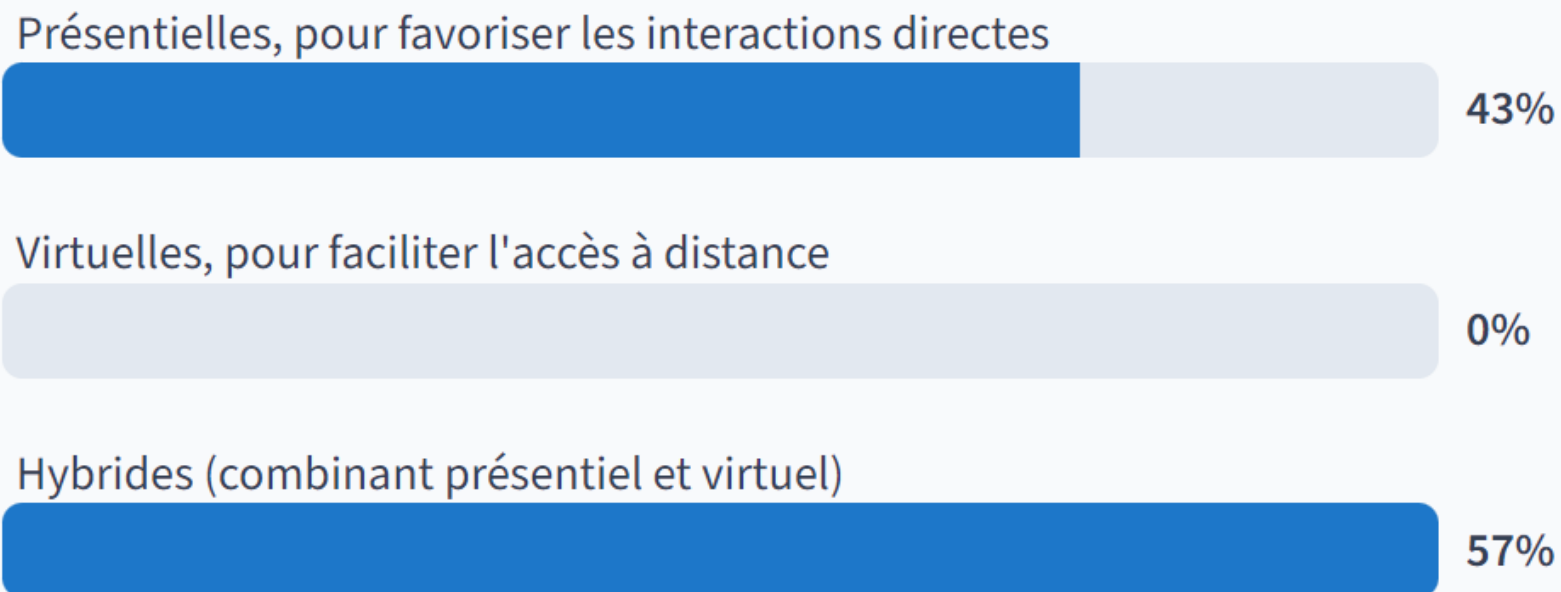 Présentielles, pour favoriser les interactions directes
43%
Virtuelles, pour faciliter l'accès à distance
0%
Hybrides (combinant présentiel et virtuel)
57%